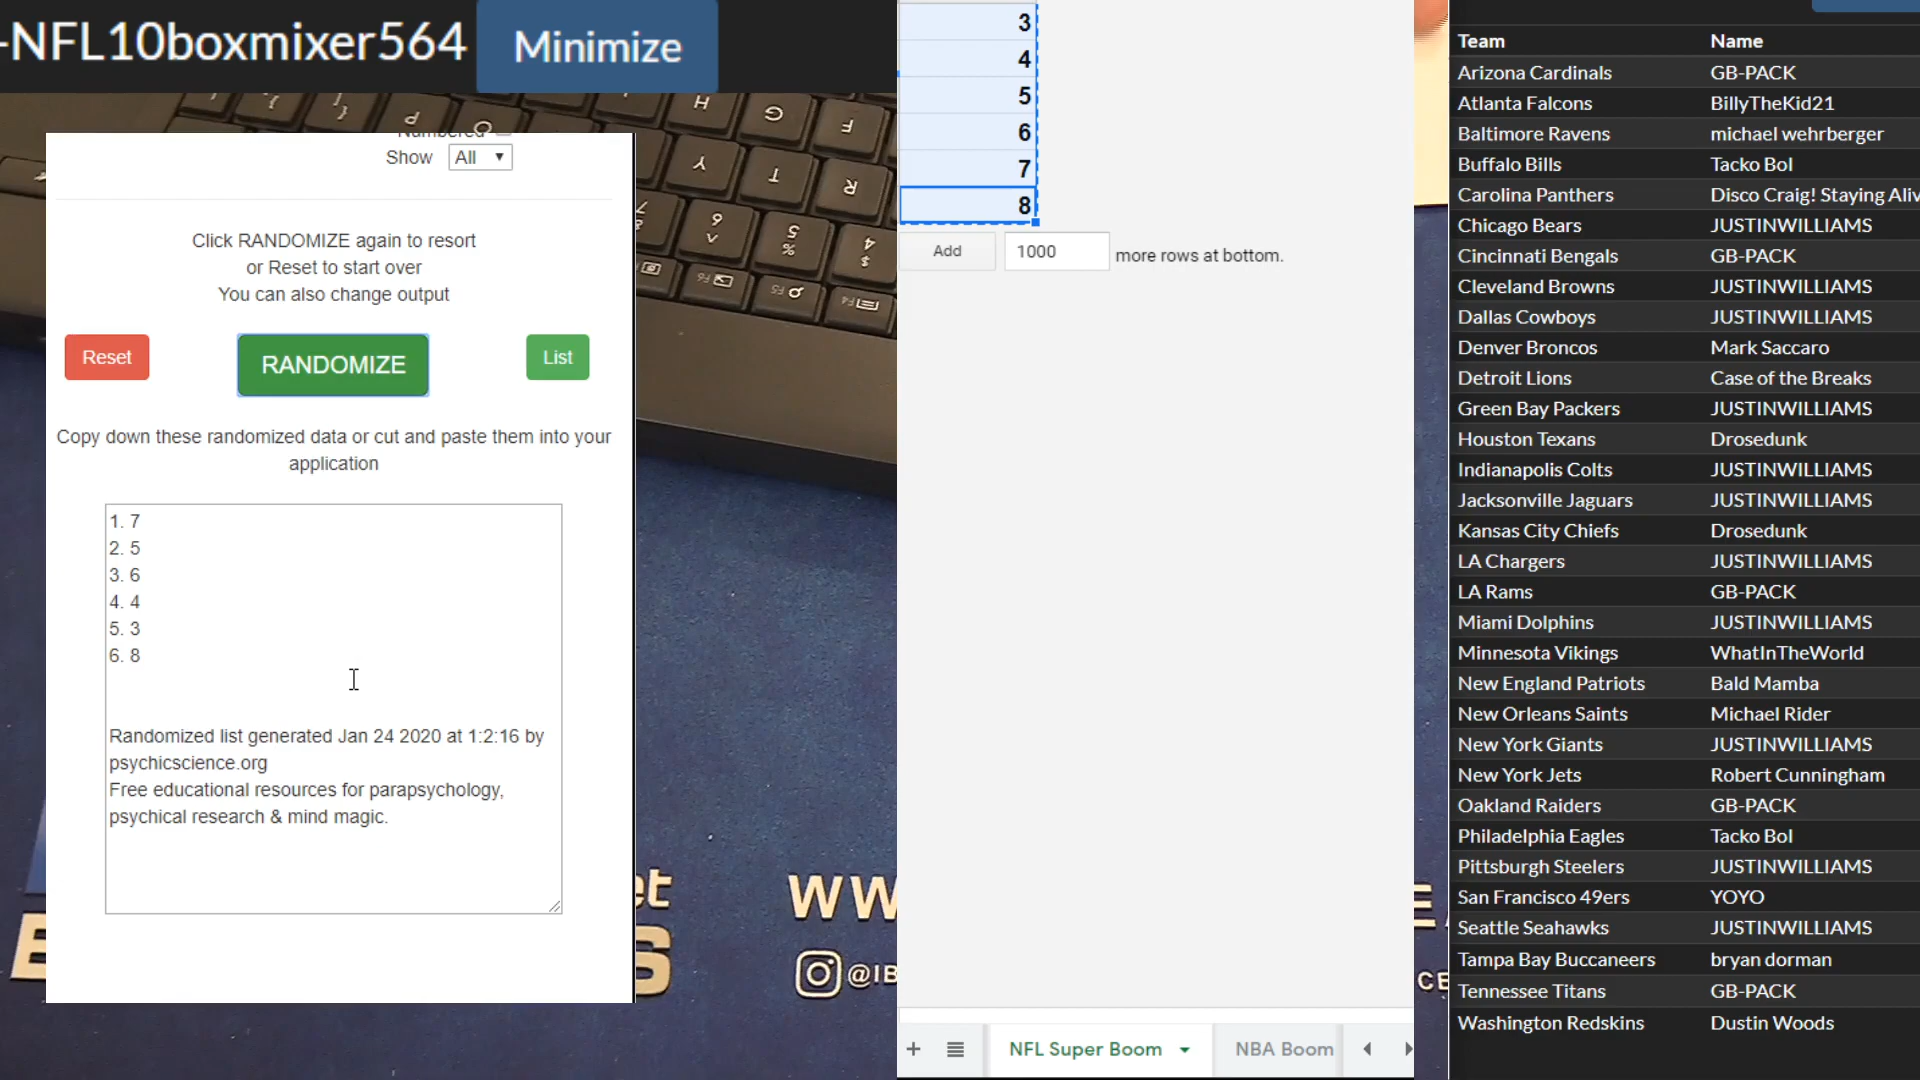 -NFL10boxmixer564
Minimize
Show All
Click RANDOMIZE again to resort
or Reset to start over
You can also change output
Reset
RANDOMIZE
List
Copy down these randomized data or cut and paste them into your
application
1. 7
2. 5
3. 6
4. 4
5. 3
6. 8
Randomized list generated Jan 24 2020 at 1:2:16 by
psychicscience.org
Free educational resources for parapsychology,
psychical research & mind magic.
3
4
5
6
7
8
Add 1000 more rows at bottom.
NFL Super Boom
NBA Boom
Team Name
Arizona Cardinals GB-PACK
Atlanta Falcons BillyTheKid21
Baltimore Ravens michael wehrberger
Buffalo Bills Tacko Bol
Carolina Panthers Disco Craig! Staying Aliv
Chicago Bears JUSTINWILLIAMS
Cincinnati Bengals GB-PACK
Cleveland Browns JUSTINWILLIAMS
Dallas Cowboys JUSTINWILLIAMS
Denver Broncos Mark Saccaro
Detroit Lions Case of the Breaks
Green Bay Packers JUSTINWILLIAMS
Houston Texans Drosedunk
Indianapolis Colts JUSTINWILLIAMS
Jacksonville Jaguars JUSTINWILLIAMS
Kansas City Chiefs Drosedunk
LA Chargers JUSTINWILLIAMS
LA Rams GB-PACK
Miami Dolphins JUSTINWILLIAMS
Minnesota Vikings WhatInTheWorld
New England Patriots Bald Mamba
New Orleans Saints Michael Rider
New York Giants JUSTINWILLIAMS
New York Jets Robert Cunningham
Oakland Raiders GB-PACK
Philadelphia Eagles Tacko Bol
Pittsburgh Steelers JUSTINWILLIAMS
San Francisco 49ers YOYO
Seattle Seahawks JUSTINWILLIAMS
Tampa Bay Buccaneers bryan dorman
Tennessee Titans GB-PACK
Washington Redskins Dustin Woods